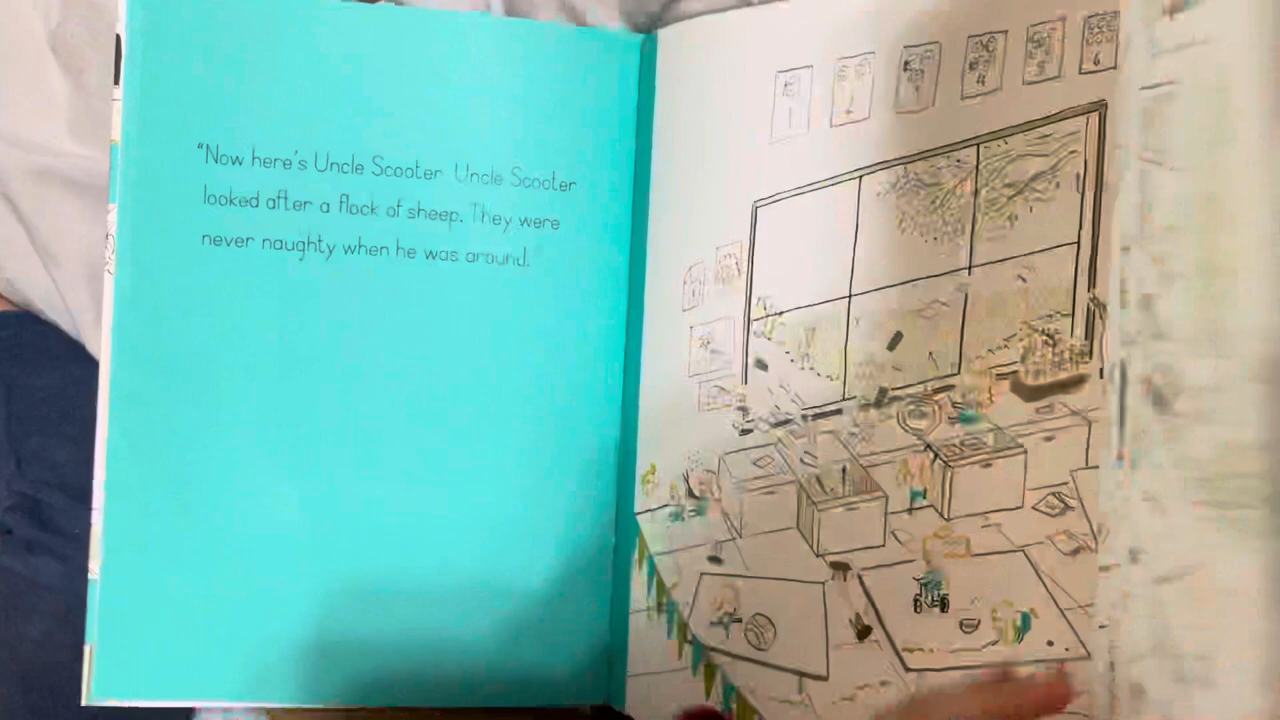 “Now here's Uncle Scooter Uncle Scooter
looked after a flock of sheep. They were
never naughty when he was around.
6